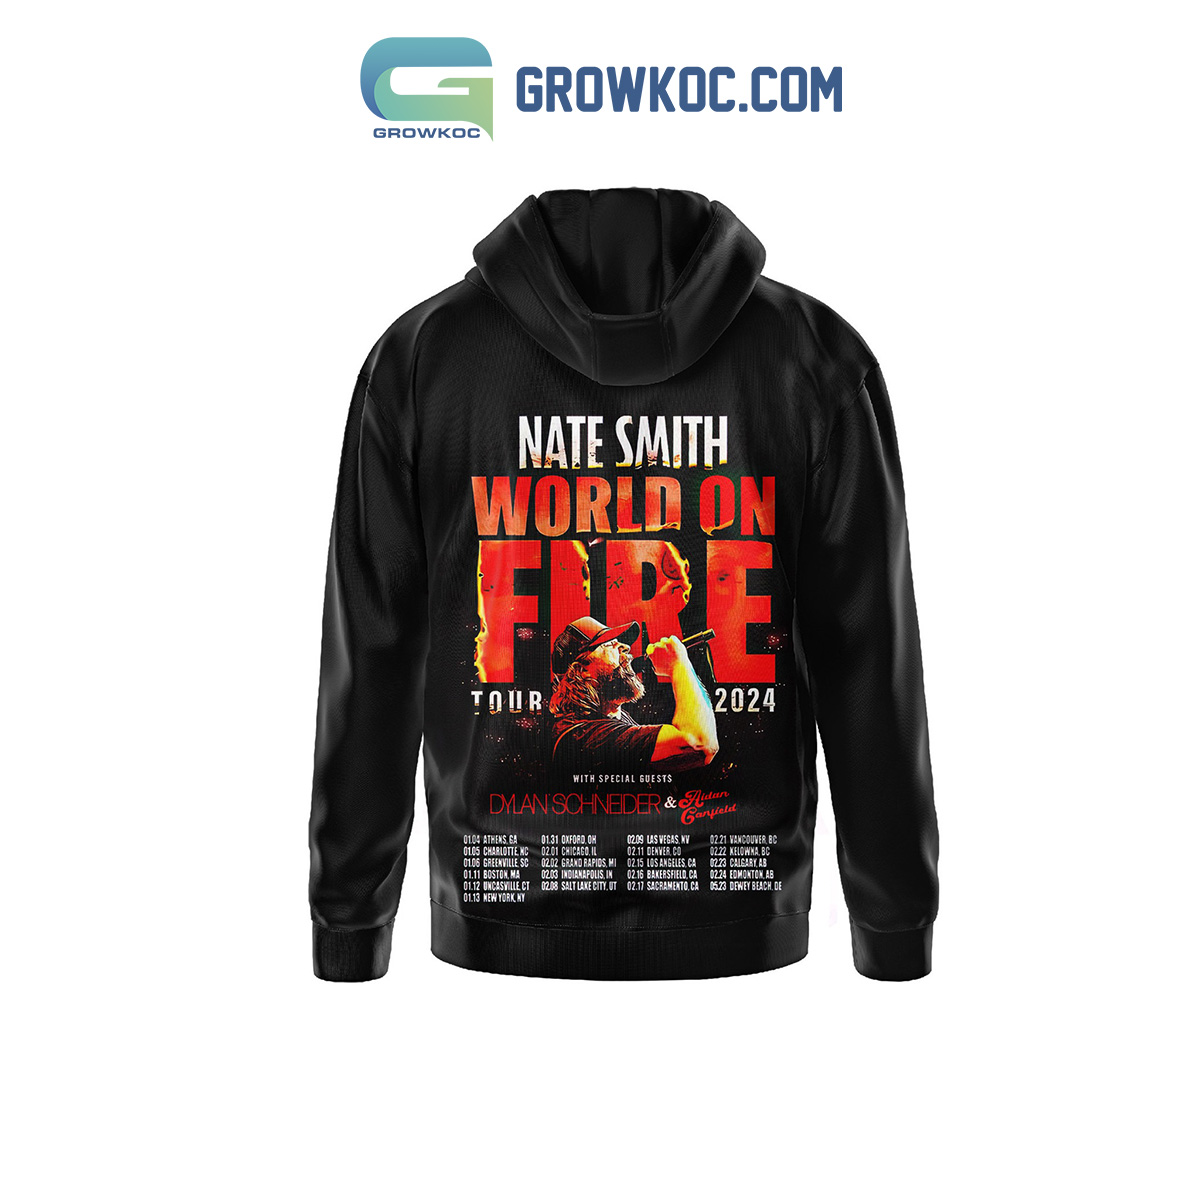 GROWKOC
GROWKOC.COM
NATE SMITH
WORLD ON
FIRE
TOUR 2024
WITH SPECIAL GUESTS
DYLAN SCHNEIDER & Aidan Canfield
01.04 ATHENS, GA
01.05 CHARLOTTE, NC
01.06 GREENVILLE, SC
01.11 BOSTON, MA
01.12 UNCASVILLE, CT
01.13 NEW YORK, NY
01.31 OXFORD, OH
02.01 CHICAGO, IL
02.02 GRAND RAPIDS, MI
02.03 INDIANAPOLIS, IN
02.08 SALT LAKE CITY, UT
02.09 LAS VEGAS, NV
02.11 DENVER, CO
02.15 LOS ANGELES, CA
02.16 BAKERSFIELD, CA
02.17 SACRAMENTO, CA
02.21 VANCOUVER, BC
02.22 KELOWNA, BC
02.23 CALGARY, AB
02.24 EDMONTON, AB
05.23 DEWEY BEACH, DE